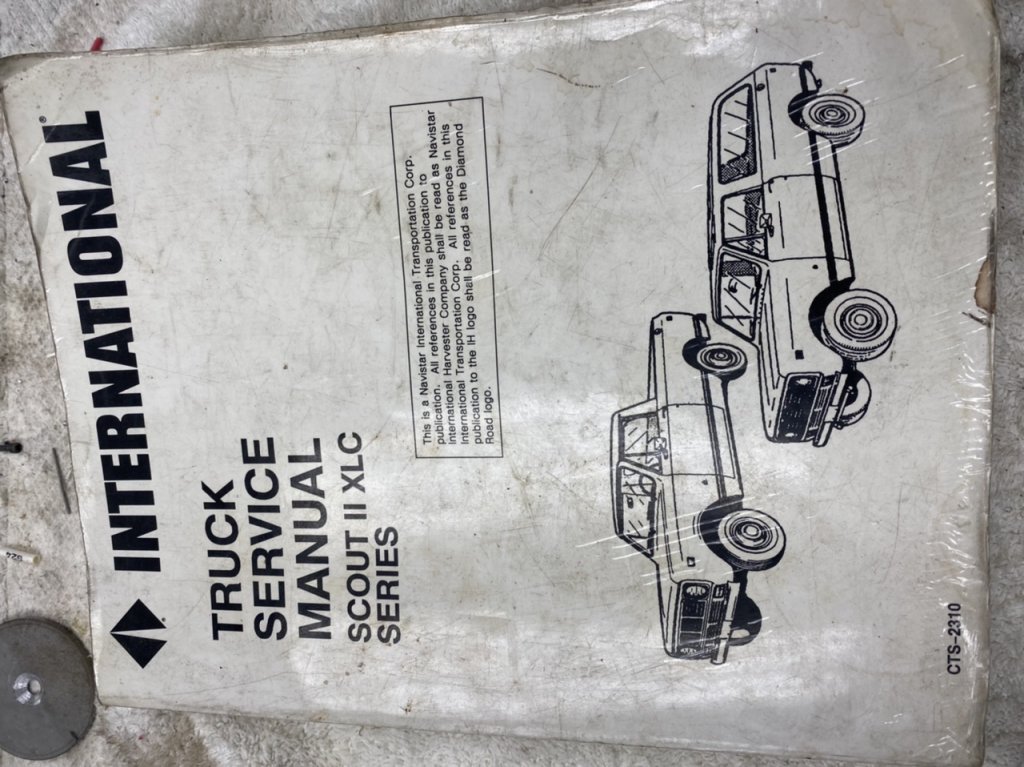 INTERNATIONAL®
TRUCK
SERVICE
MANUAL
SCOUT II XLC
SERIES
This is a Navistar International Transportation Corp.
publication. All references in this publication to
International Harvester Company shall be read as Navistar
International Transportation Corp. All references in this
publication to the IH logo shall be read as the Diamond
Road logo.
CTS-2310